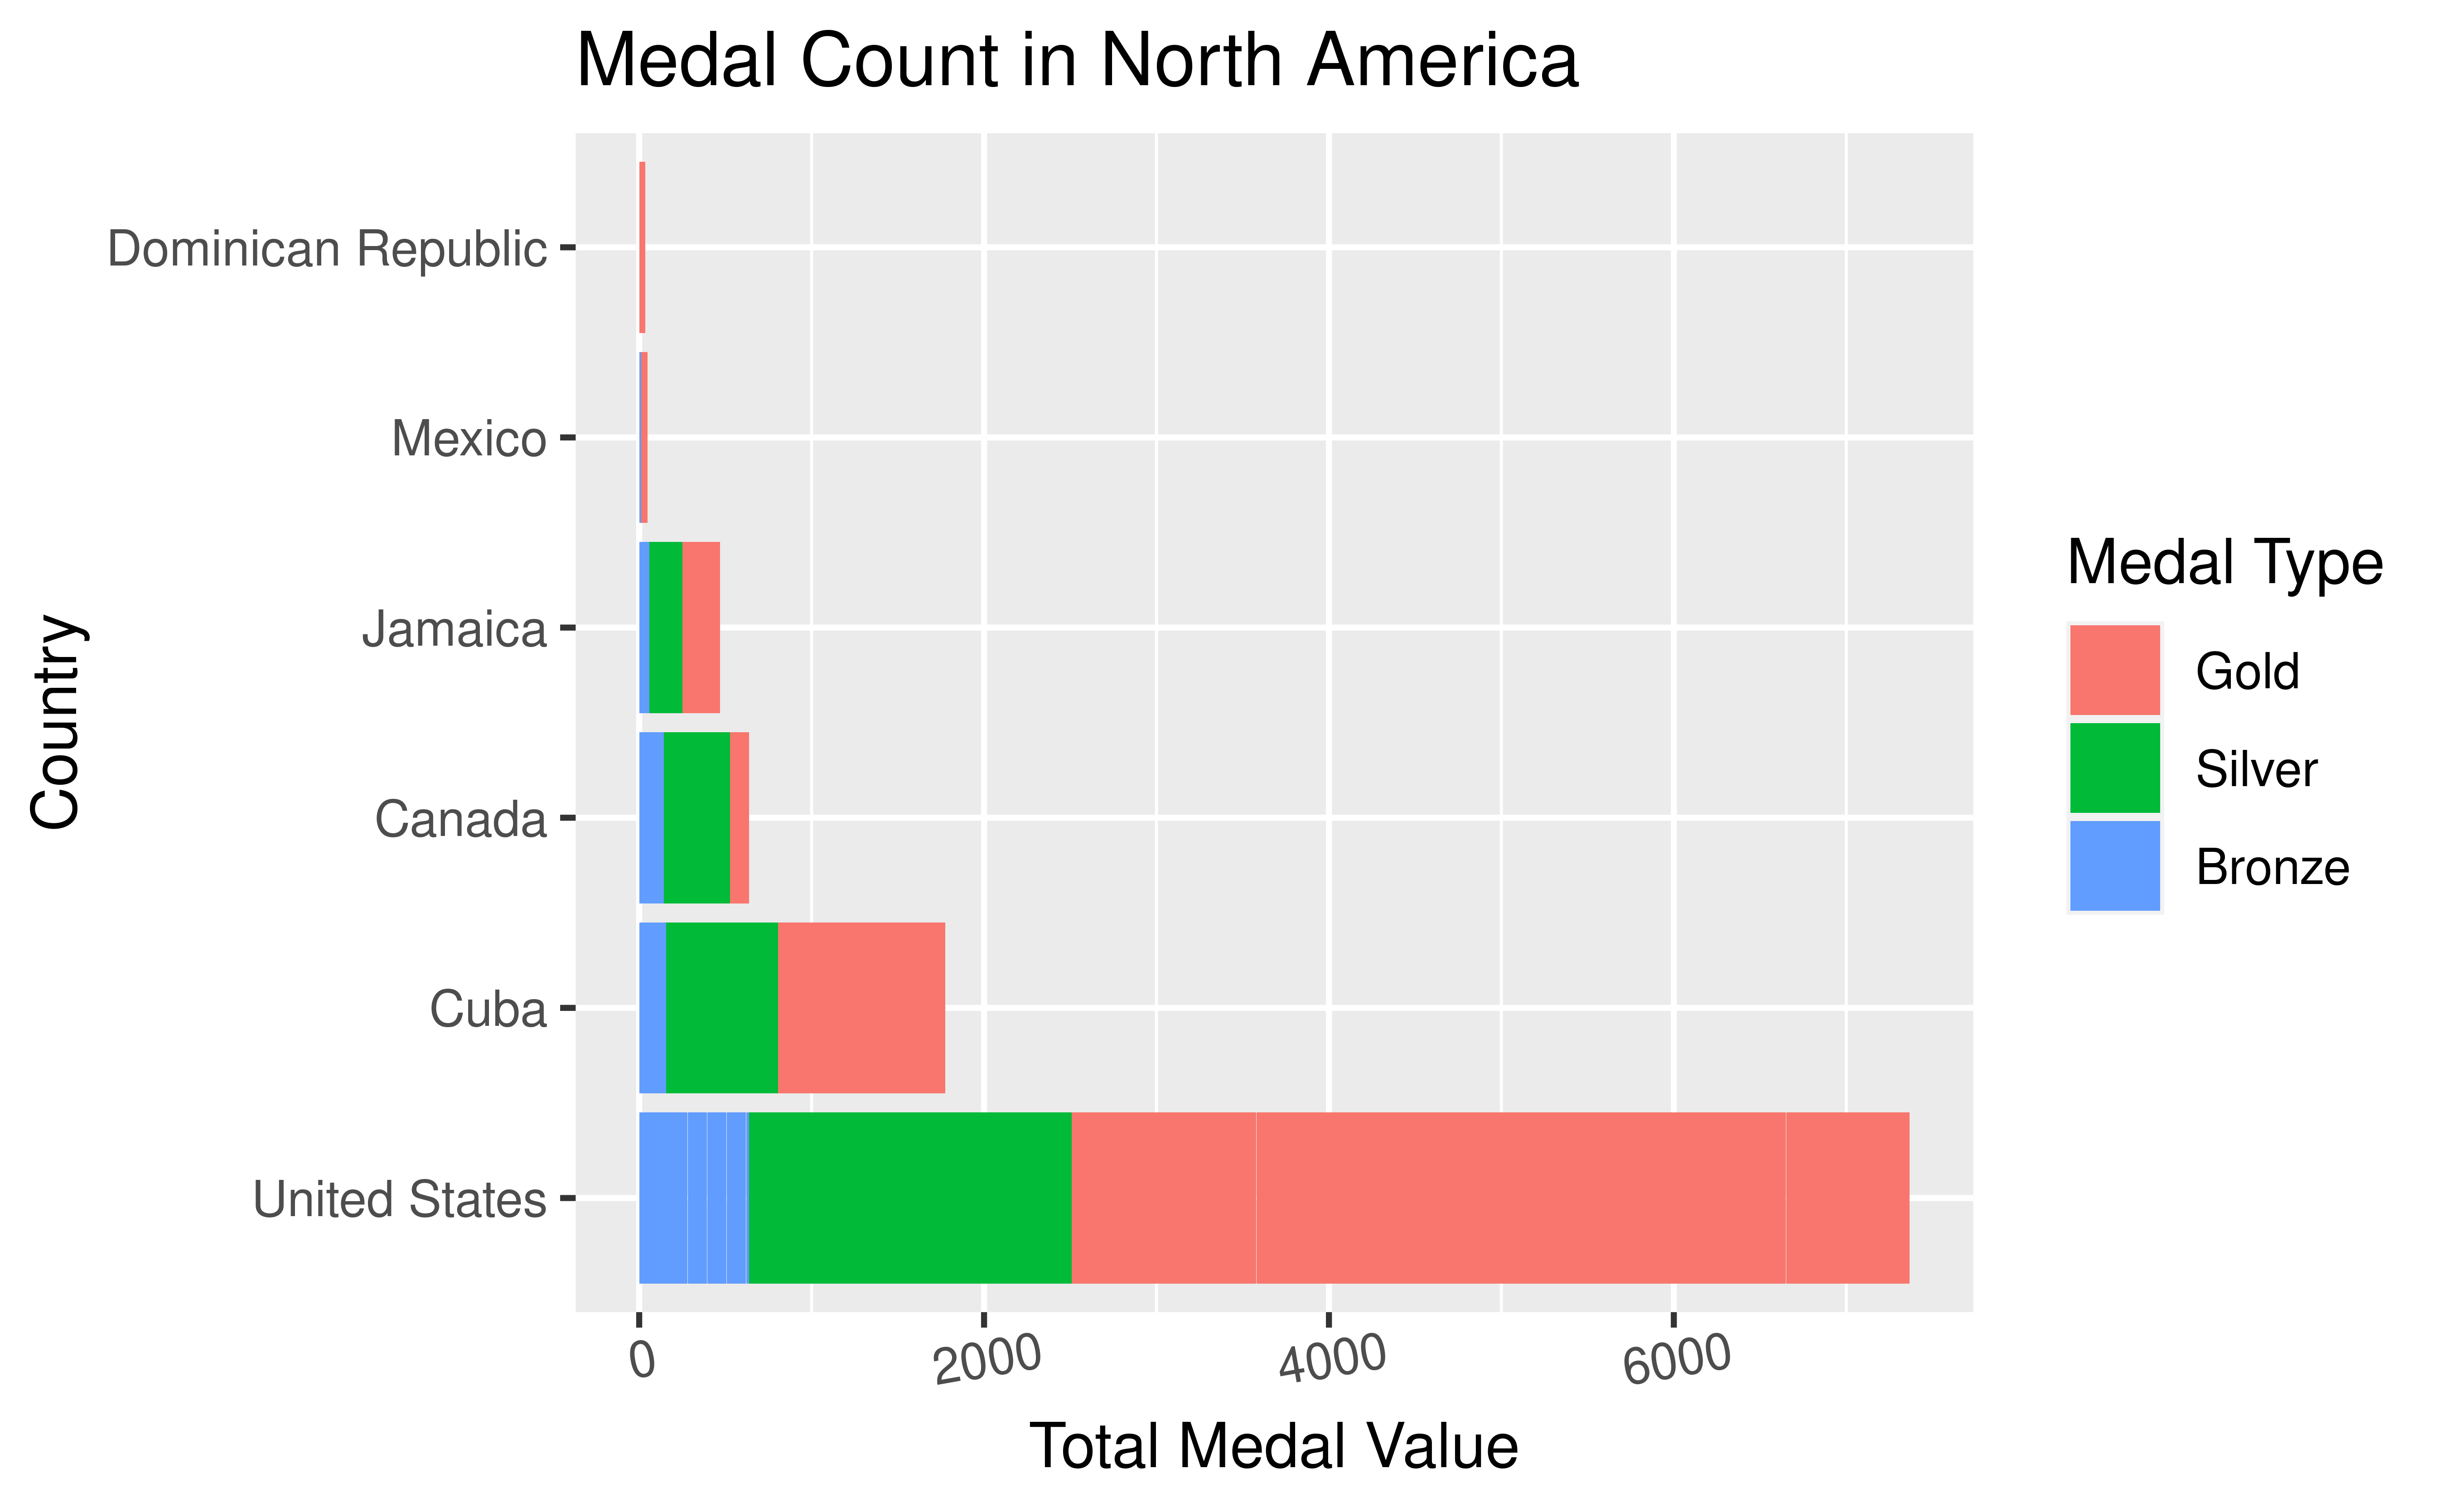 Medal Count in North America
Dominican Republic
Mexico
Jamaica
Canada
Cuba
United States
Country
0 2000 4000 6000
Total Medal Value
Medal Type
Gold
Silver
Bronze